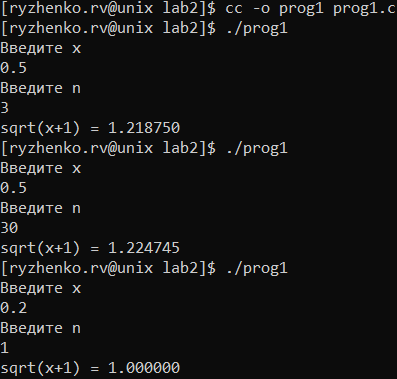 [ryzhenko.rv@unix lab2]$ cc -o prog1 prog1.c
[ryzhenko.rv@unix lab2]$ ./prog1
Введите x
0.5
Введите n
3
sqrt(x+1) = 1.218750
[ryzhenko.rv@unix lab2]$ ./prog1
Введите x
0.5
Введите n
30
sqrt(x+1) = 1.224745
[ryzhenko.rv@unix lab2]$ ./prog1
Введите x
0.2
Введите n
1
sqrt(x+1) = 1.000000